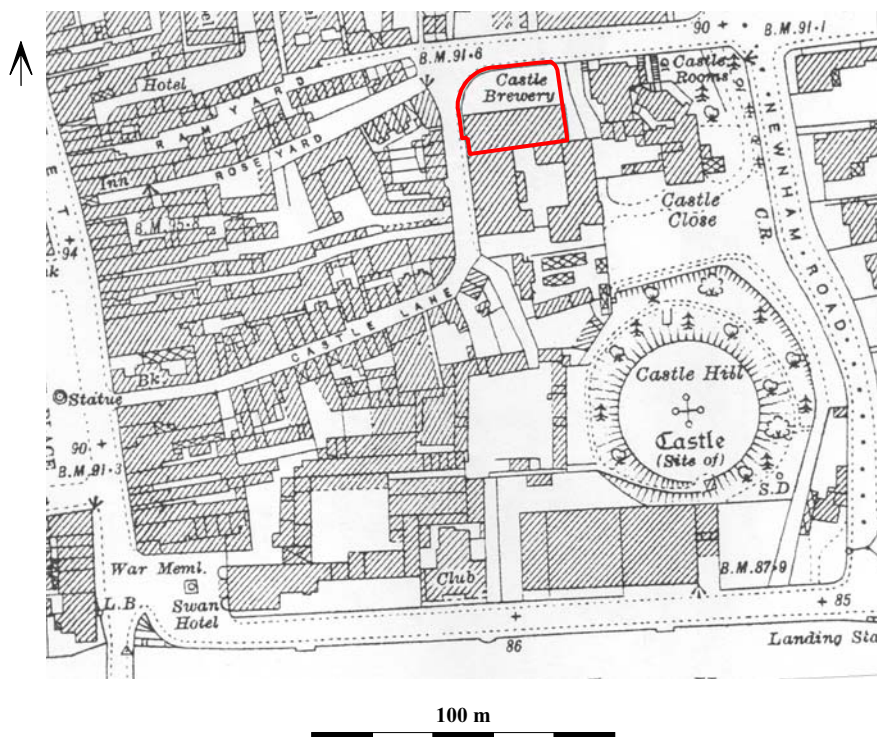 90
B.M.91·1
B.M.91·6
Castle
Rooms
Castle
Brewery
Hotel
RAM YARD
ROSE YARD
NEWNHAM ROAD
Inn
Castle
Close
C.R.
94
CASTLE LANE
Bk.
Statue
Castle Hill
Castle
(Site of)
90
B.M.91·3
S.D
War Meml.
Club
B.M.87·9
L.B
Swan
Hotel
85
86
Landing Sta
100 m